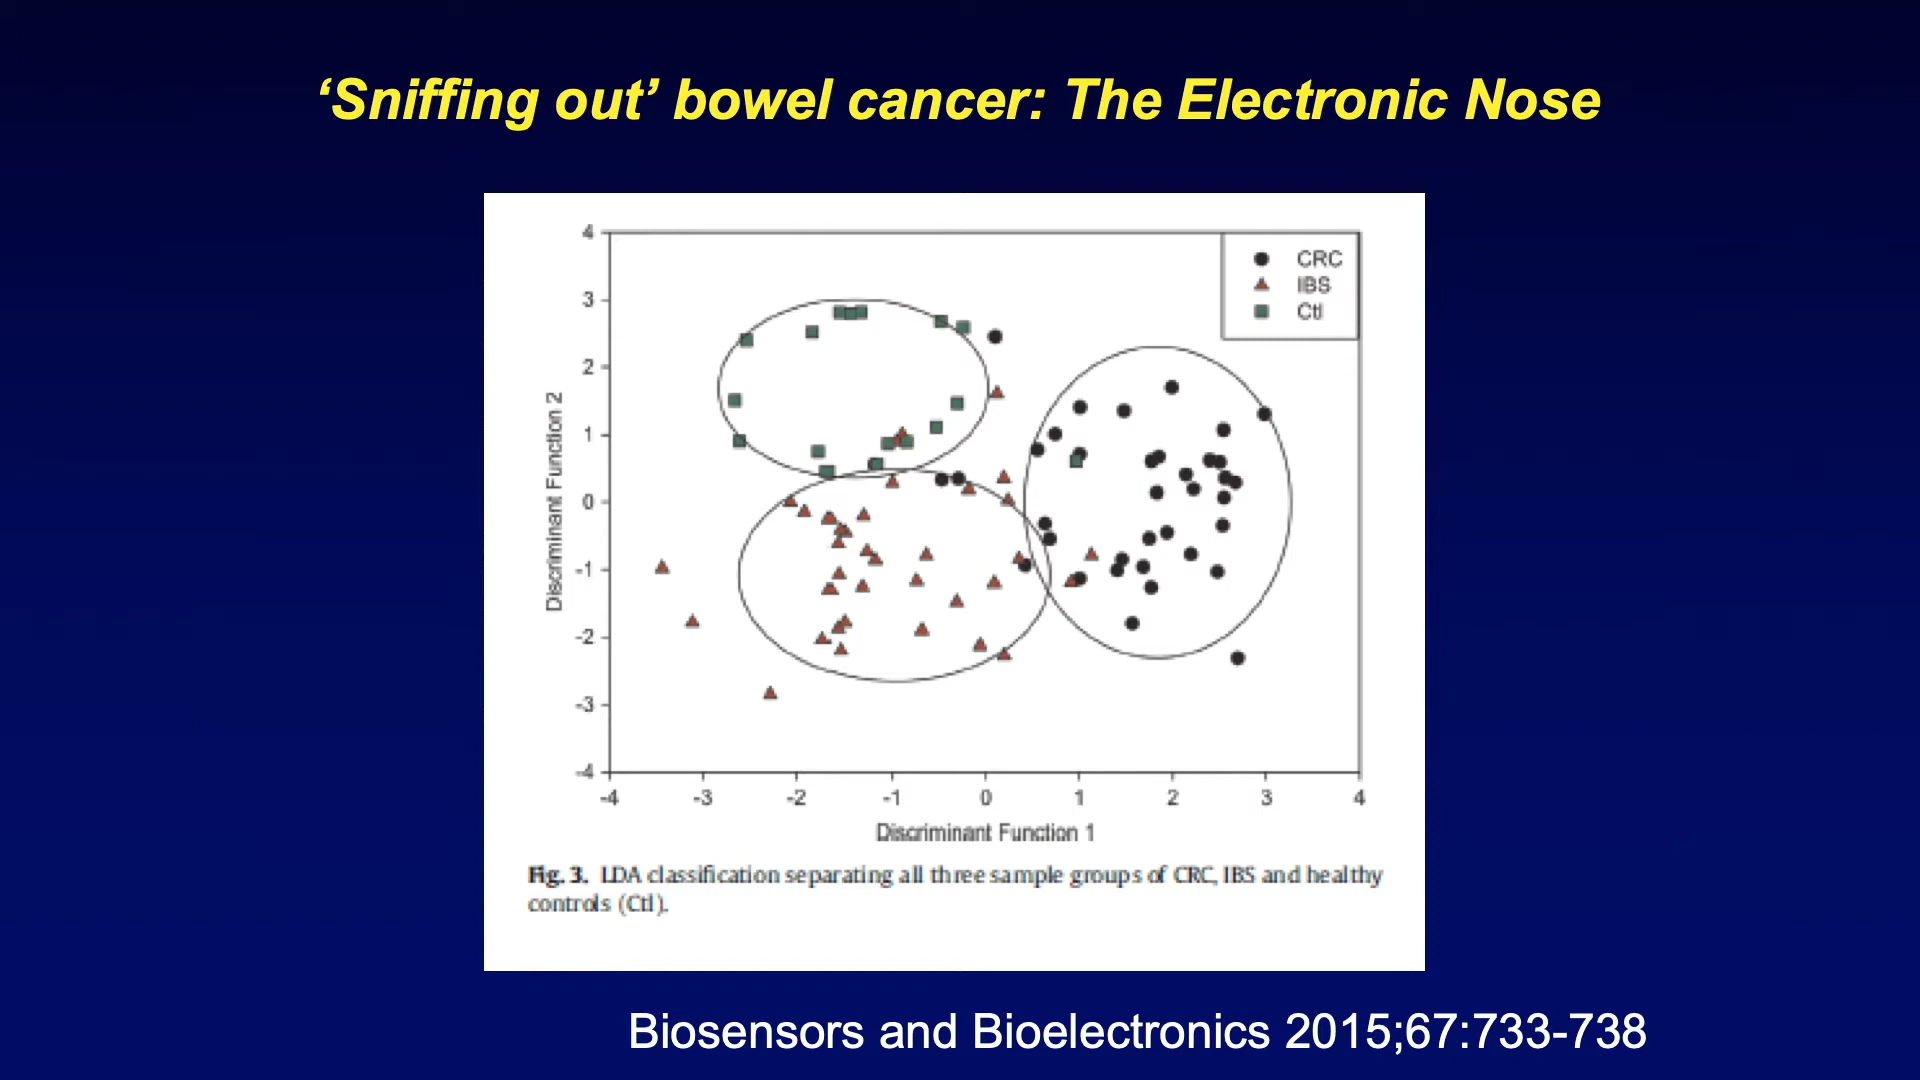 ‘Sniffing out’ bowel cancer: The Electronic Nose
4
3
2
1
0
-1
-2
-3
-4
Discriminant Function 2
CRC
IBS
Ctl
-4 -3 -2 -1 0 1 2 3 4
Discriminant Function 1
Fig. 3. LDA classification separating all three sample groups of CRC, IBS and healthy
controls (Ctl).
Biosensors and Bioelectronics 2015;67:733-738